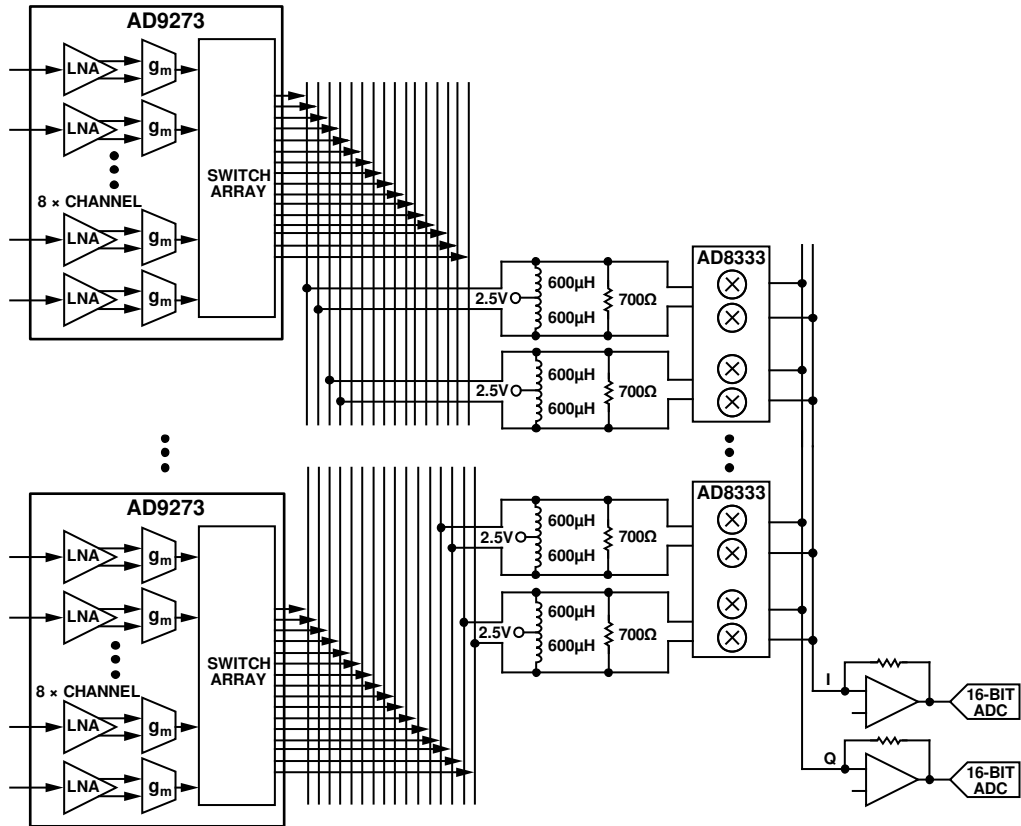 AD9273
LNA
gm
LNA
gm
8 × CHANNEL
LNA
gm
LNA
gm
SWITCH
ARRAY
2.5V
600µH
600µH
700Ω
AD8333
2.5V
600µH
600µH
700Ω
AD9273
LNA
gm
LNA
gm
8 × CHANNEL
LNA
gm
LNA
gm
SWITCH
ARRAY
2.5V
600µH
600µH
700Ω
AD8333
2.5V
600µH
600µH
700Ω
I
16-BIT
ADC
Q
16-BIT
ADC